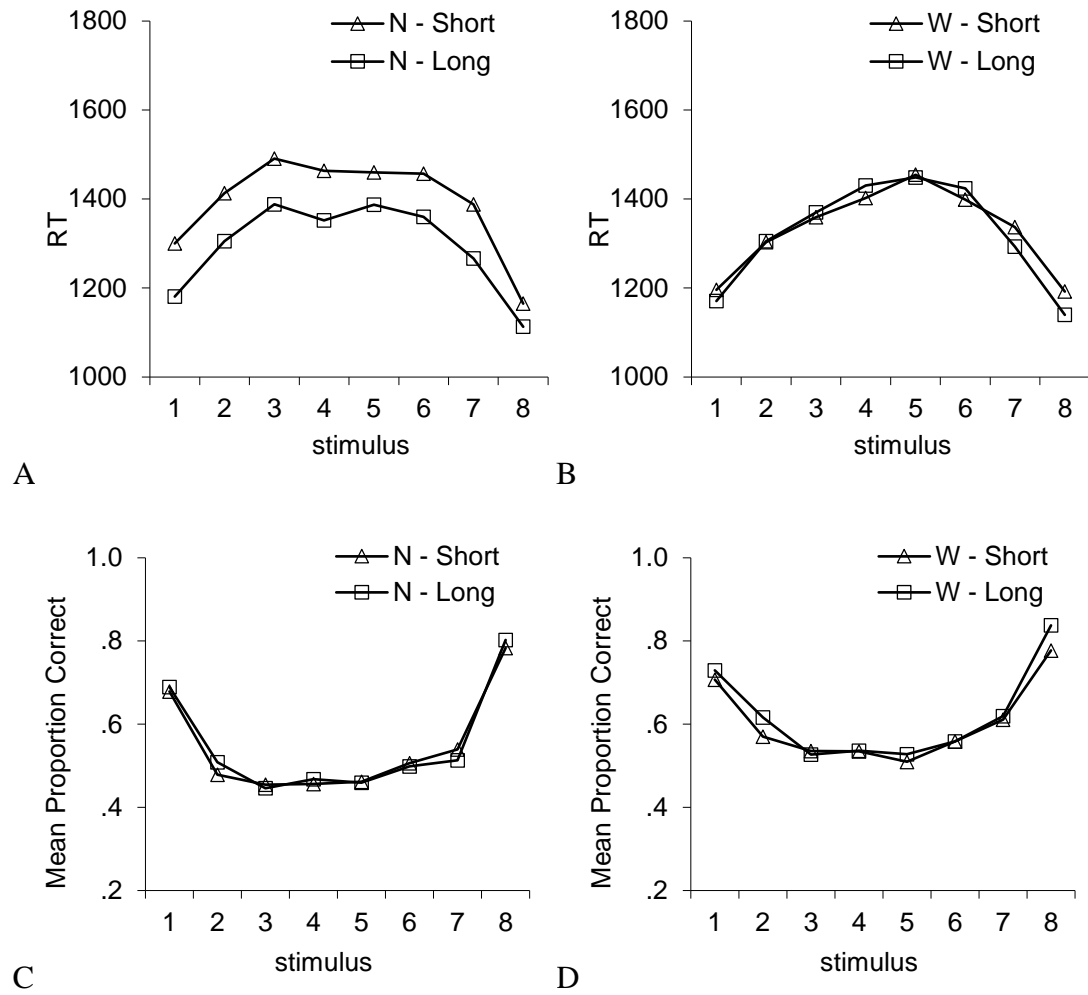 1800
1600
1400
1200
1000
RT
N - Short
N - Long
1 2 3 4 5 6 7 8
stimulus
A
1800
1600
1400
1200
1000
RT
W - Short
W - Long
1 2 3 4 5 6 7 8
stimulus
B
1.0
.8
.6
.4
.2
Mean Proportion Correct
N - Short
N - Long
1 2 3 4 5 6 7 8
stimulus
C
1.0
.8
.6
.4
.2
Mean Proportion Correct
W - Short
W - Long
1 2 3 4 5 6 7 8
stimulus
D